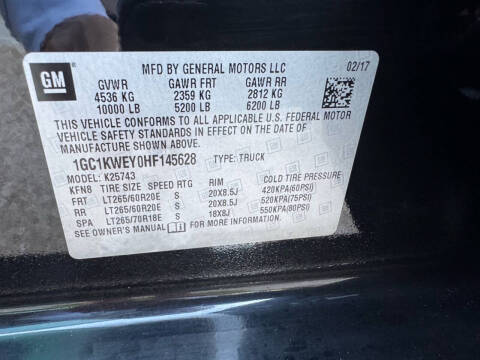 GM
MFD BY GENERAL MOTORS LLC 02/17
GVWR GAWR FRT GAWR RR
4536 KG 2359 KG 2812 KG
10000 LB 5200 LB 6200 LB
THIS VEHICLE CONFORMS TO ALL APPLICABLE U.S. FEDERAL MOTOR
VEHICLE SAFETY STANDARDS IN EFFECT ON THE DATE OF
MANUFACTURE SHOWN ABOVE.
1GC1KWEY0HF145628 TYPE: TRUCK
MODEL: K25743
KFN8 TIRE SIZE SPEED RTG RIM COLD TIRE PRESSURE
FRT LT265/60R20E S 20X8.5J 420KPA(60PSI)
RR LT265/60R20E S 20X8.5J 520KPA(75PSI)
SPA LT265/70R18E S 18X8J 550KPA(80PSI)
SEE OWNER'S MANUAL FOR MORE INFORMATION